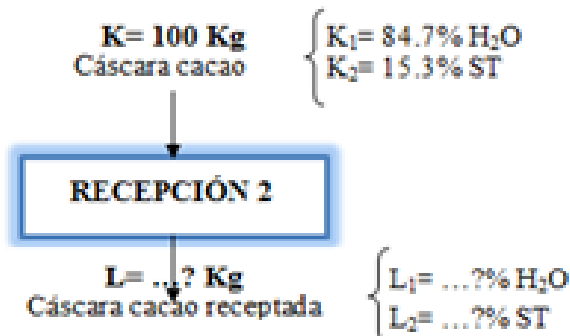 K= 100 Kg
Cáscara cacao
K₁= 84.7% H₂O
K₂= 15.3% ST
RECEPCIÓN 2
L= ...? Kg
Cáscara cacao receptada
L₁= ...?% H₂O
L₂= ...?% ST